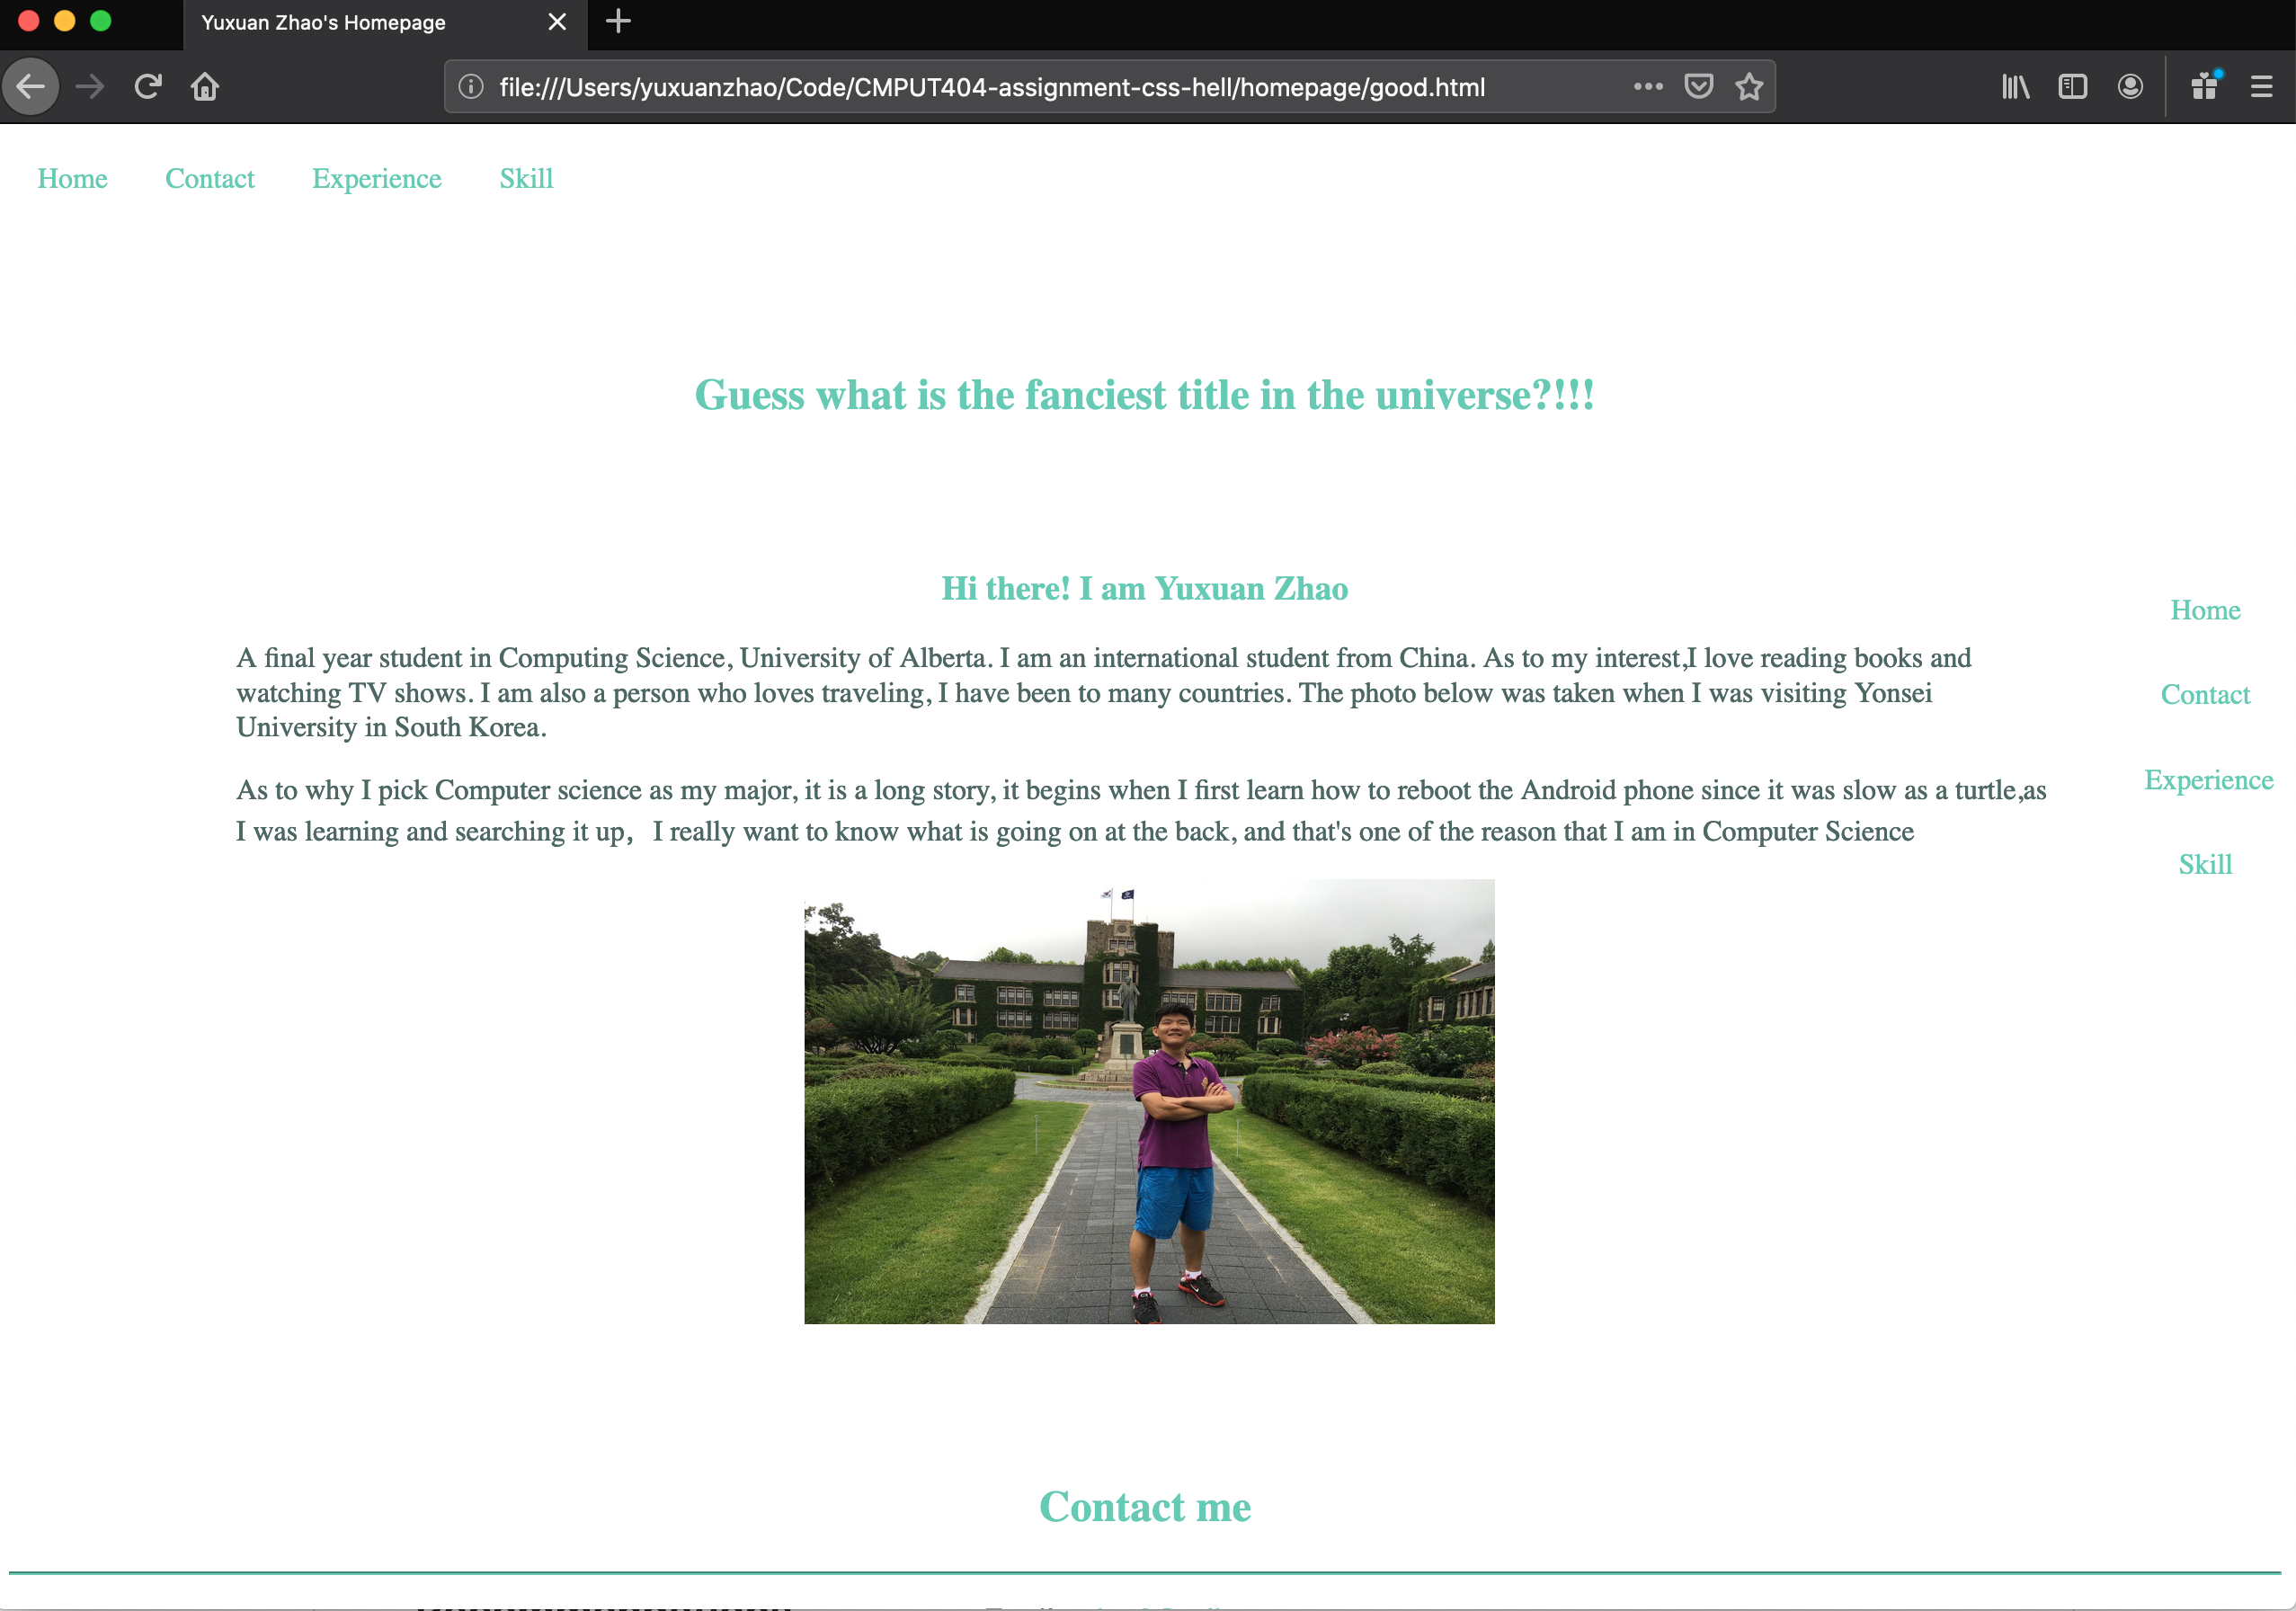 Yuxuan Zhao's Homepage
file:///Users/yuxuanzhao/Code/CMPUT404-assignment-css-hell/homepage/good.html
Home Contact Experience Skill
Guess what is the fanciest title in the universe?!!!
Hi there! I am Yuxuan Zhao
A final year student in Computing Science, University of Alberta. I am an international student from China. As to my interest,I love reading books and
watching TV shows. I am also a person who loves traveling, I have been to many countries. The photo below was taken when I was visiting Yonsei
University in South Korea.
As to why I pick Computer science as my major, it is a long story, it begins when I first learn how to reboot the Android phone since it was slow as a turtle,as
I was learning and searching it up， I really want to know what is going on at the back, and that's one of the reason that I am in Computer Science
Home
Contact
Experience
Skill
Contact me